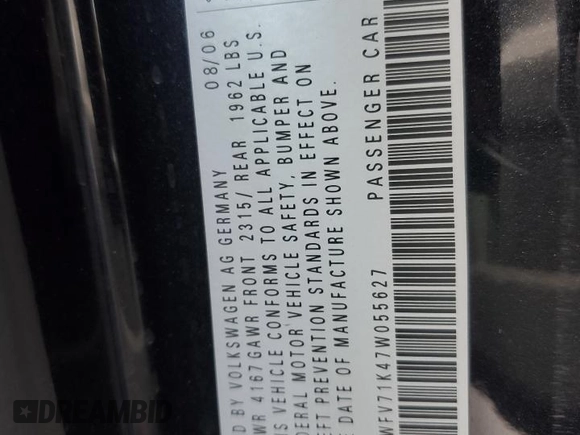 D BY VOLKSWAGEN AG GERMANY 08/06
WR 4167 GAWR FRONT 2315/ REAR 1962 LBS
S VEHICLE CONFORMS TO ALL APPLICABLE U.S.
DERAL MOTOR VEHICLE SAFETY, BUMPER AND
EFT PREVENTION STANDARDS IN EFFECT ON
E DATE OF MANUFACTURE SHOWN ABOVE.
WFV71K47W055627 PASSENGER CAR
DREAMBID